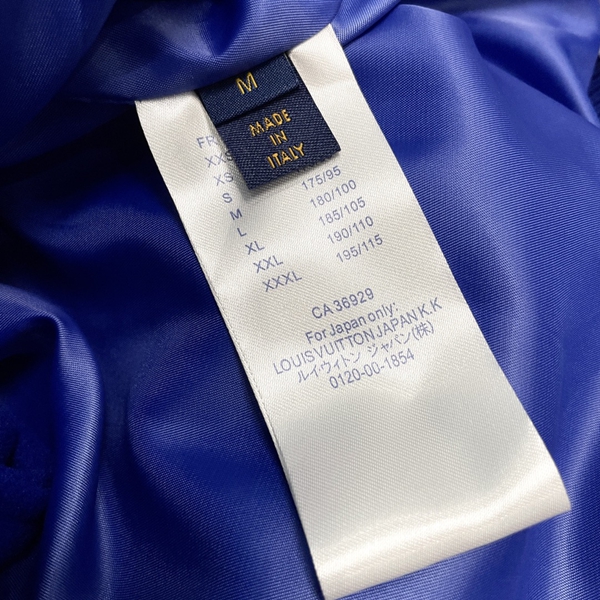 M
MADE
IN
ITALY
FR
XXS
XS
S 175/95
M 180/100
L 185/105
XL 190/110
XXL 195/115
XXXL
CA 36929
For Japan only:
LOUIS VUITTON JAPAN K.K
ルイ・ヴィトン ジャパン(株)
0120-00-1854